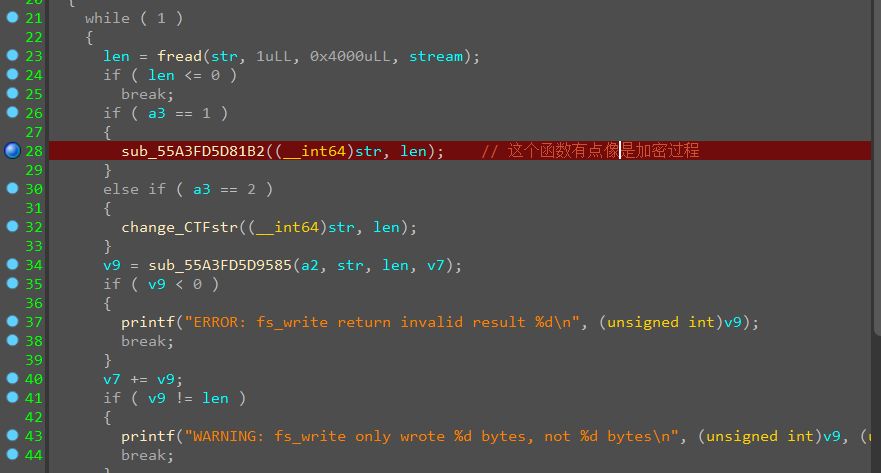 20 {
21 while ( 1 )
22 {
23 len = fread(str, 1uLL, 0x4000uLL, stream);
24 if ( len <= 0 )
25 break;
26 if ( a3 == 1 )
27 {
28 sub_55A3FD5D81B2((__int64)str, len); // 这个函数有点像是加密过程
29 }
30 else if ( a3 == 2 )
31 {
32 change_CTFstr((__int64)str, len);
33 }
34 v9 = sub_55A3FD5D9585(a2, str, len, v7);
35 if ( v9 < 0 )
36 {
37 printf("ERROR: fs_write return invalid result %d\n", (unsigned int)v9);
38 break;
39 }
40 v7 += v9;
41 if ( v9 != len )
42 {
43 printf("WARNING: fs_write only wrote %d bytes, not %d bytes\n", (unsigned int)v9, (u
44 break;
}